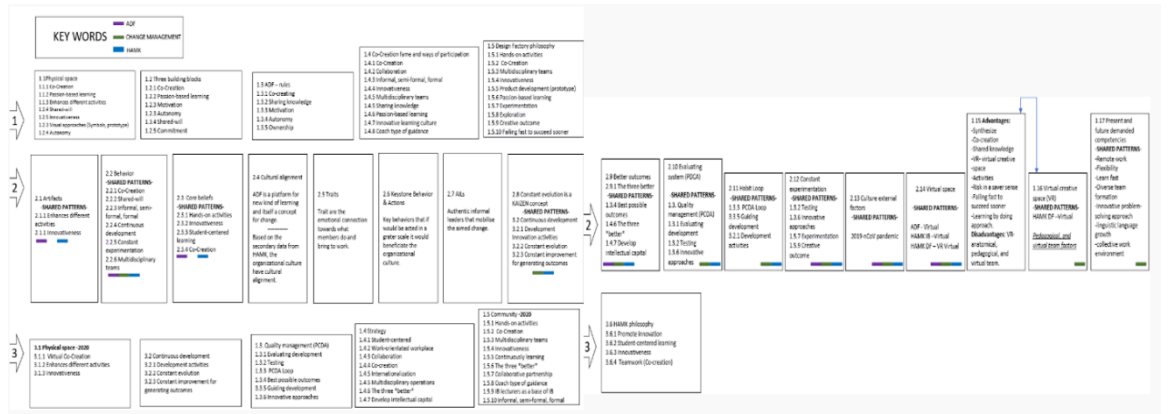 KEY WORDS
ADF
CHANGE MANAGEMENT
HAMK
1
1.1Physical space
1.1.1 Co-Creation
1.1.2 Passion-based learning
1.2.3 Enhances different activities
1.2.4 Shared-will
1.2.5 Innovativeness
1.2.3 Visual approaches (Symbols, prototype)
1.2.4 Autonomy
1.2 Three building blocks
1.2.1 Co-Creation
1.2.2 Passion-based learning
1.2.3 Motivation
1.2.3 Autonomy
1.3.4 Shared-will
1.2.5 Commitment
1.3 ADF – rules
1.3.1 Co-creating
1.3.2 Sharing knowledge
1.3.3 Motivation
1.3.4 Autonomy
1.3.5 Ownership
1.4 Co-Creation fame and ways of participation
1.4.1 Co-Creation
1.4.2 Collaboration
1.4.3 Informal, semi-formal, formal
1.4.4 Innovativeness
1.4.5 Multidisciplinary teams
1.4.5 Sharing knowledge
1.4.6 Passion-based learning
1.4.7 Innovative learning culture
1.4.8 Coach type of guidance
1.5 Design Factory philosophy
1.5.1 Hands on activities
1.5.2 Co-Creation
1.5.3 Multidisciplinary teams
1.5.4 Innovativeness
1.5.5 Product development (prototype)
1.5.6 Passion-based learning
1.5.7 Experimentation
1.5.8 Exploration
1.5.9 Creative outcome
1.5.10 Failing fast to succeed sooner
2
2.1 Artifacts
-SHARED PATTERNS-
2.1.1 Enhances different
activities
2.1.1 Innovativeness
2.2 Behavior
-SHARED PATTERNS-
2.2.1 Co-Creation
2.2.2 Shared-will
2.2.3 Informal, semi-
formal, formal
2.2.4 Continuous
development
2.2.5 Constant
experimentation
2.2.6 Multidisciplinary
teams
2.3. Core beliefs
-SHARED PATTERNS-
2.3.1 Hands-on activities
2.3.2 Innovativeness
2.3.3 Student-centered
learning
2.3.4 Co-Creation
2.4 Cultural alignment
ADF is a platform for
new kind of learning
and itself a concept
for change.
Based on the
secondary data from
HAMK, the
organizational culture
have cultural
alignment.
2.5 Traits
Trait are the emotional connection
towards what
members do and
bring to work.
2.6 Keystone Behavior
& Actions
Key behaviors that if
would be acted in a
grater scale it would
beneficiate the
organizational
culture.
2.7 AILs
Authentic informal
leaders that mobilise
the aimed change.
2.8 Constant evolution is a
KAIZEN concept
-SHARED PATTERNS-
3.2 Continuous development
3.2.1 Development
innovation activities
3.2.2 Constant evolution
3.2.3 Constant improvement
for generating outcomes
2
2.9 Better outcomes
2.9.1 The three better
-SHARED PATTERNS-
1.3.4 Best possible
outcomes
1.4.6 The three
"better"
1.4.7 Develop
intellectual capital
2.10 Evaluating
system (PDCA)
-SHARED PATTERNS-
1.3. Quality
management (PCDA)
1.3.1 Evaluating
development
1.3.2 Testing
1.3.6 Innovative
approaches
2.11 Habit Loop
-SHARED PATTERNS-
1.3.3 PCDA Loop
1.3.5 Guiding
development
3.2.1 Development
activities
2.12 Constant
experimentation
-SHARED PATTERNS-
1.3.2 Testing
1.3.6 Innovative
approaches
1.5.7 Experimentation
1.5.9 Creative
outcome
2.13 Culture external
factors
-SHARED PATTERNS-
2019-nCoV pandemic
2.14 Virtual space
-SHARED PATTERNS-
ADF - Virtual
HAMK IB - Virtual
HAMK DF – VR Virtual
1.15 Advantages:
-Synthesize
-Co-creation
-Shared knowledge
-VR- virtual creative
-space
-Activities
-Risk in a saver sense
-Failing fast to
succeed sooner
-Learning by doing
approach.
Disadvantages: VR-
anatomical,
pedagogical, and
virtual team.
1.16 Virtual creative
space (VR)
-SHARED PATTERNS-
HAMK DF - Virtual
Pedagogical, and
virtual team factors
1.17 Present and
future demanded
competencies
-SHARED PATTERNS-
-Remote work
-Flexibility
-Learn fast
-Diverse team
formation
-Innovative problem-
solving approach
-linguistic language
growth
-collective work
environment
3
3.1 Physical space -2020
3.1.1 Virtual Co-Creation
3.1.2 Enhances different activities
3.1.3 Innovativeness
3.2 Continuous development
3.2.1 Development activities
3.2.2 Constant evolution
3.2.3 Constant improvement for
generating outcomes
1.3. Quality management (PCDA)
1.3.1 Evaluating development
1.3.2 Testing
1.3.3 PCDA Loop
1.3.4 Best possible outcomes
1.3.5 Guiding development
1.3.6 Innovative approaches
1.4 Strategy
1.4.1 Student-centered
1.4.2 Work-orientated workplace
1.4.3 Collaboration
1.4.4 Co-creation
1.4.5 Internationalization
1.4.5 Multidisciplinary operations
1.4.6 The three "better"
1.4.7 Develop intellectual capital
1.5 Community -2020
1.5.1 Hands-on activities
1.5.2 Co-Creation
1.5.3 Multidisciplinary teams
1.5.4 Innovativeness
1.5.5 Continuously learning
1.5.6 The three "better"
1.5.7 Collaborative partnership
1.5.8 Coach type of guidance
1.5.9 IB lecturers as a base of IB
1.5.10 Informal, semi-formal, formal
3
3.6 HAMK philosophy
3.6.1 Promote innovation
3.6.2 Student-centered learning
3.6.3 Innovativeness
3.6.4 Teamwork (Co-creation)